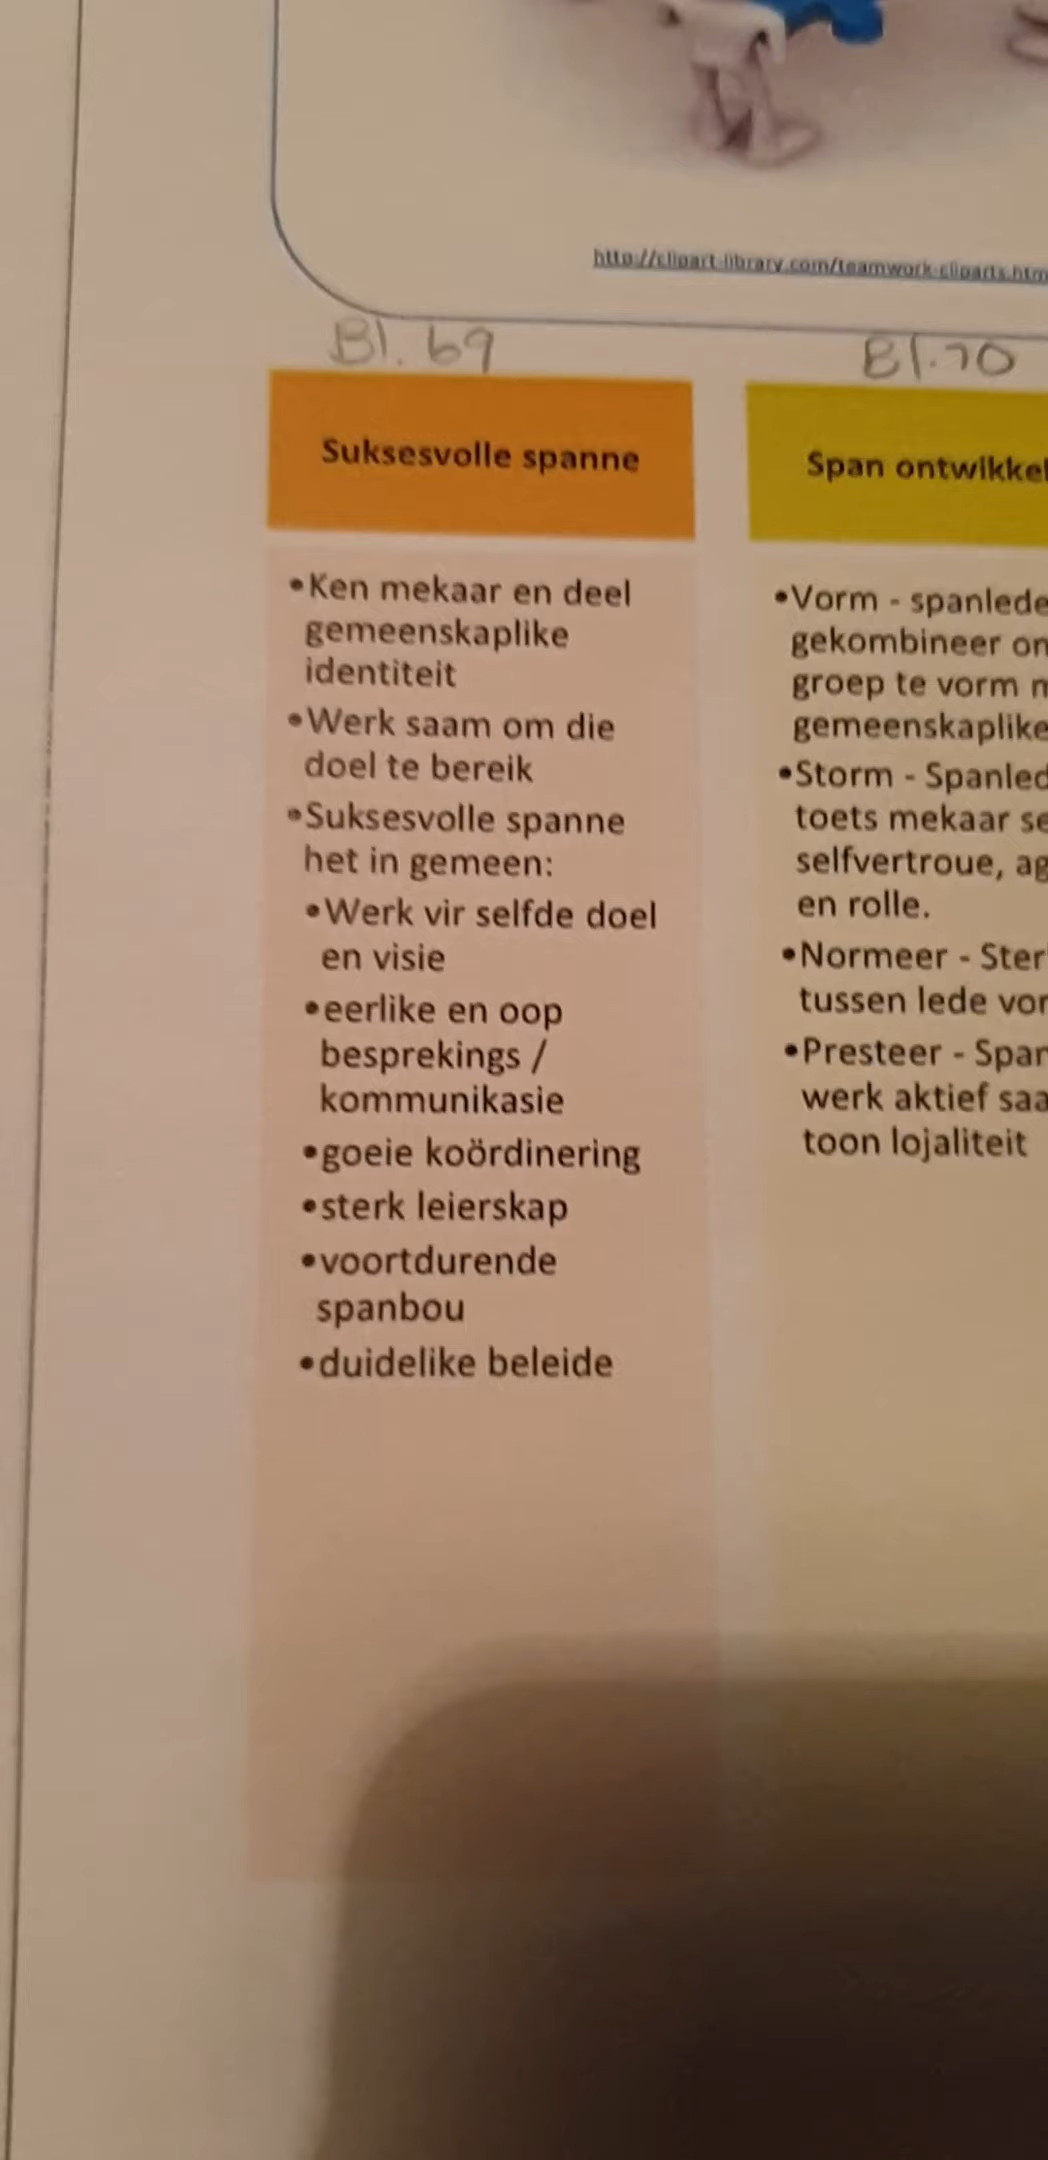 http://clipart-library.com/teamwork-cliparts.htm
Bl. 69
Suksesvolle spanne
•Ken mekaar en deel
gemeenskaplike
identiteit
•Werk saam om die
doel te bereik
•Suksesvolle spanne
het in gemeen:
•Werk vir selfde doel
en visie
•eerlike en oop
besprekings /
kommunikasie
•goeie koördinering
•sterk leierskap
•voortdurende
spanbou
•duidelike beleide
Bl. 70
Span
•Vorm -
gekombineer
groep te vorm
gemeenskaplike
•Storm -
toets mekaar
selfvertroue,
en rolle.
•Normeer -
tussen lede
•Presteer -
werk aktief
toon lojaliteit